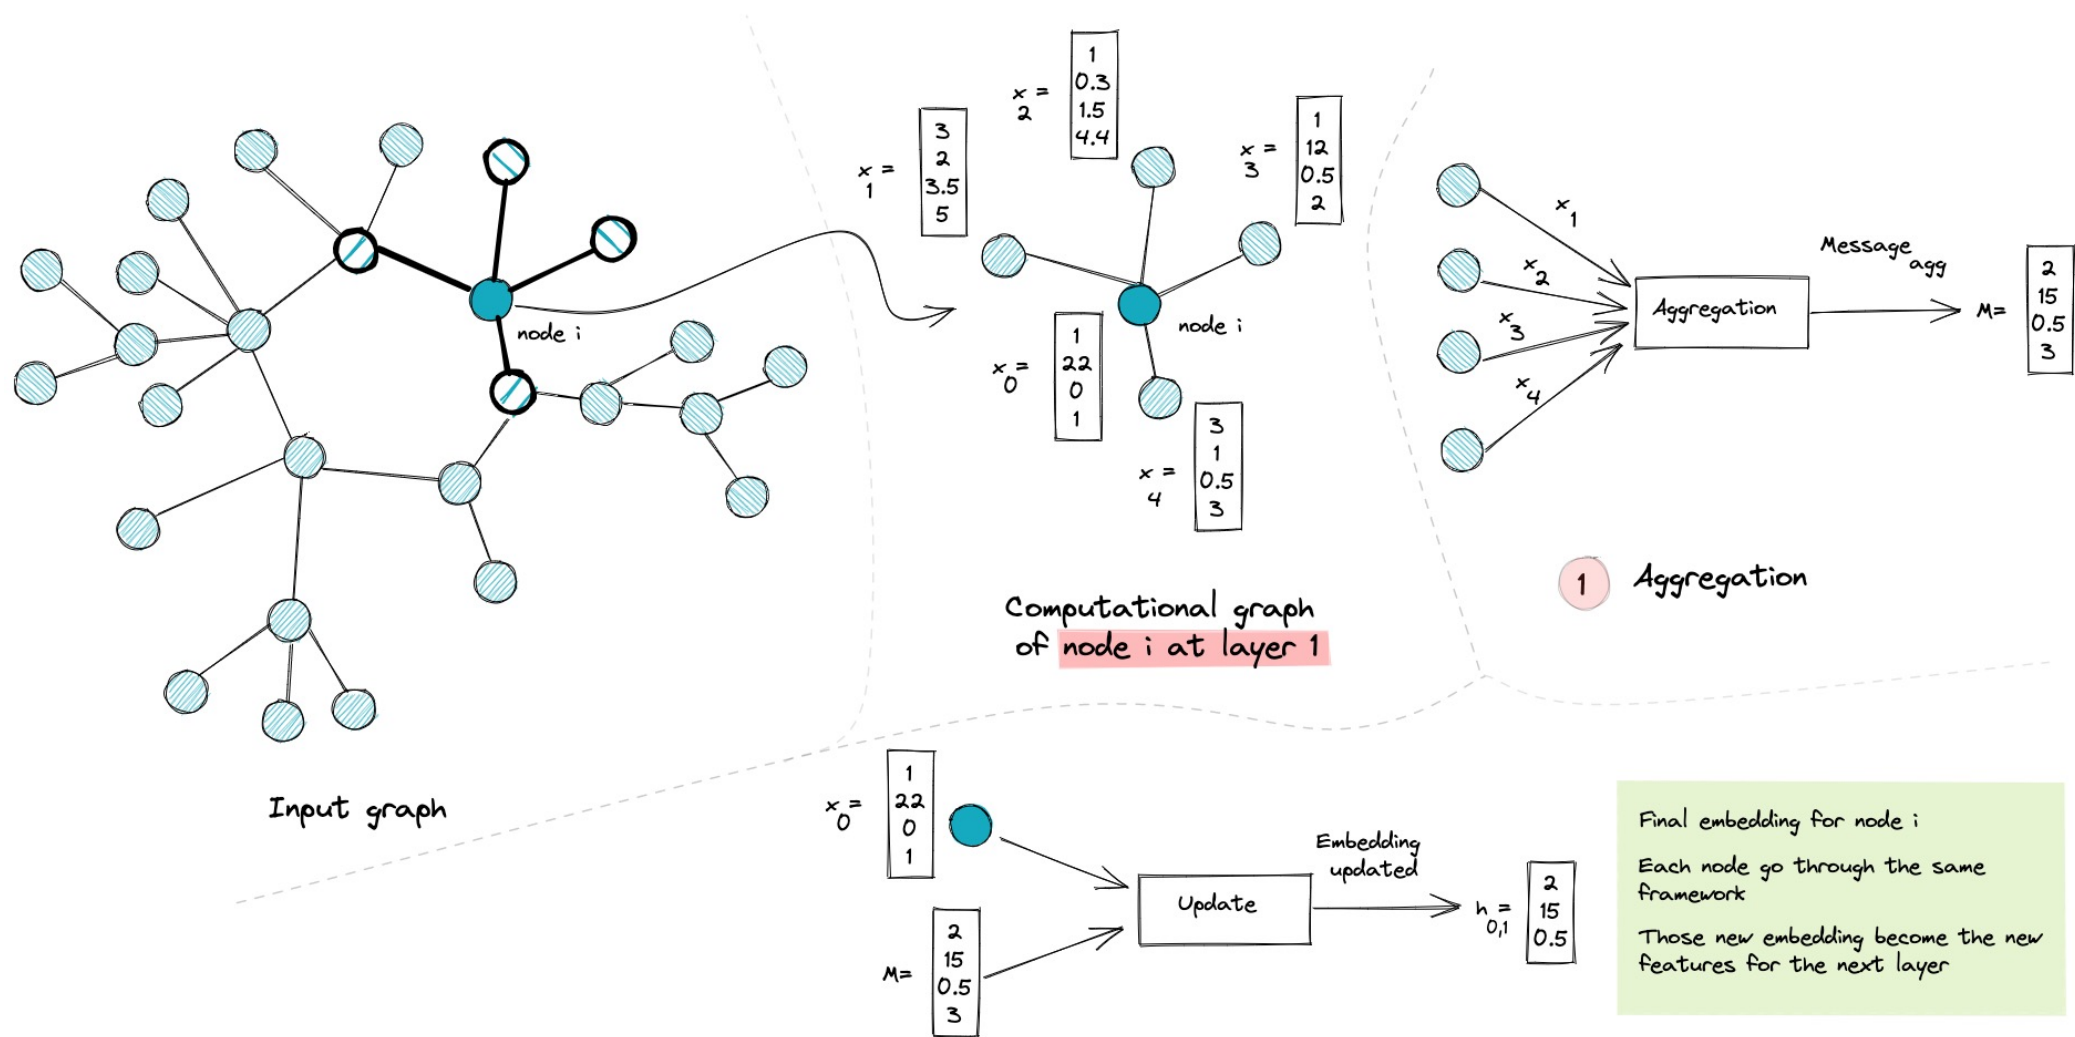 node i
Input graph
x1 =
3
2
3.5
5
x2 =
1
0.3
1.5
4.4
x3 =
1
12
0.5
2
node i
x0 =
1
22
0
1
x4 =
3
1
0.5
3
Computational graph
of node i at layer 1
x1
x2
x3
x4
Aggregation
Message agg
M=
2
15
0.5
3
1 Aggregation
x0 =
1
22
0
1
M=
2
15
0.5
3
Update
Embedding
updated
h0,1 =
2
15
0.5
Final embedding for node i
Each node go through the same
framework
Those new embedding become the new
features for the next layer